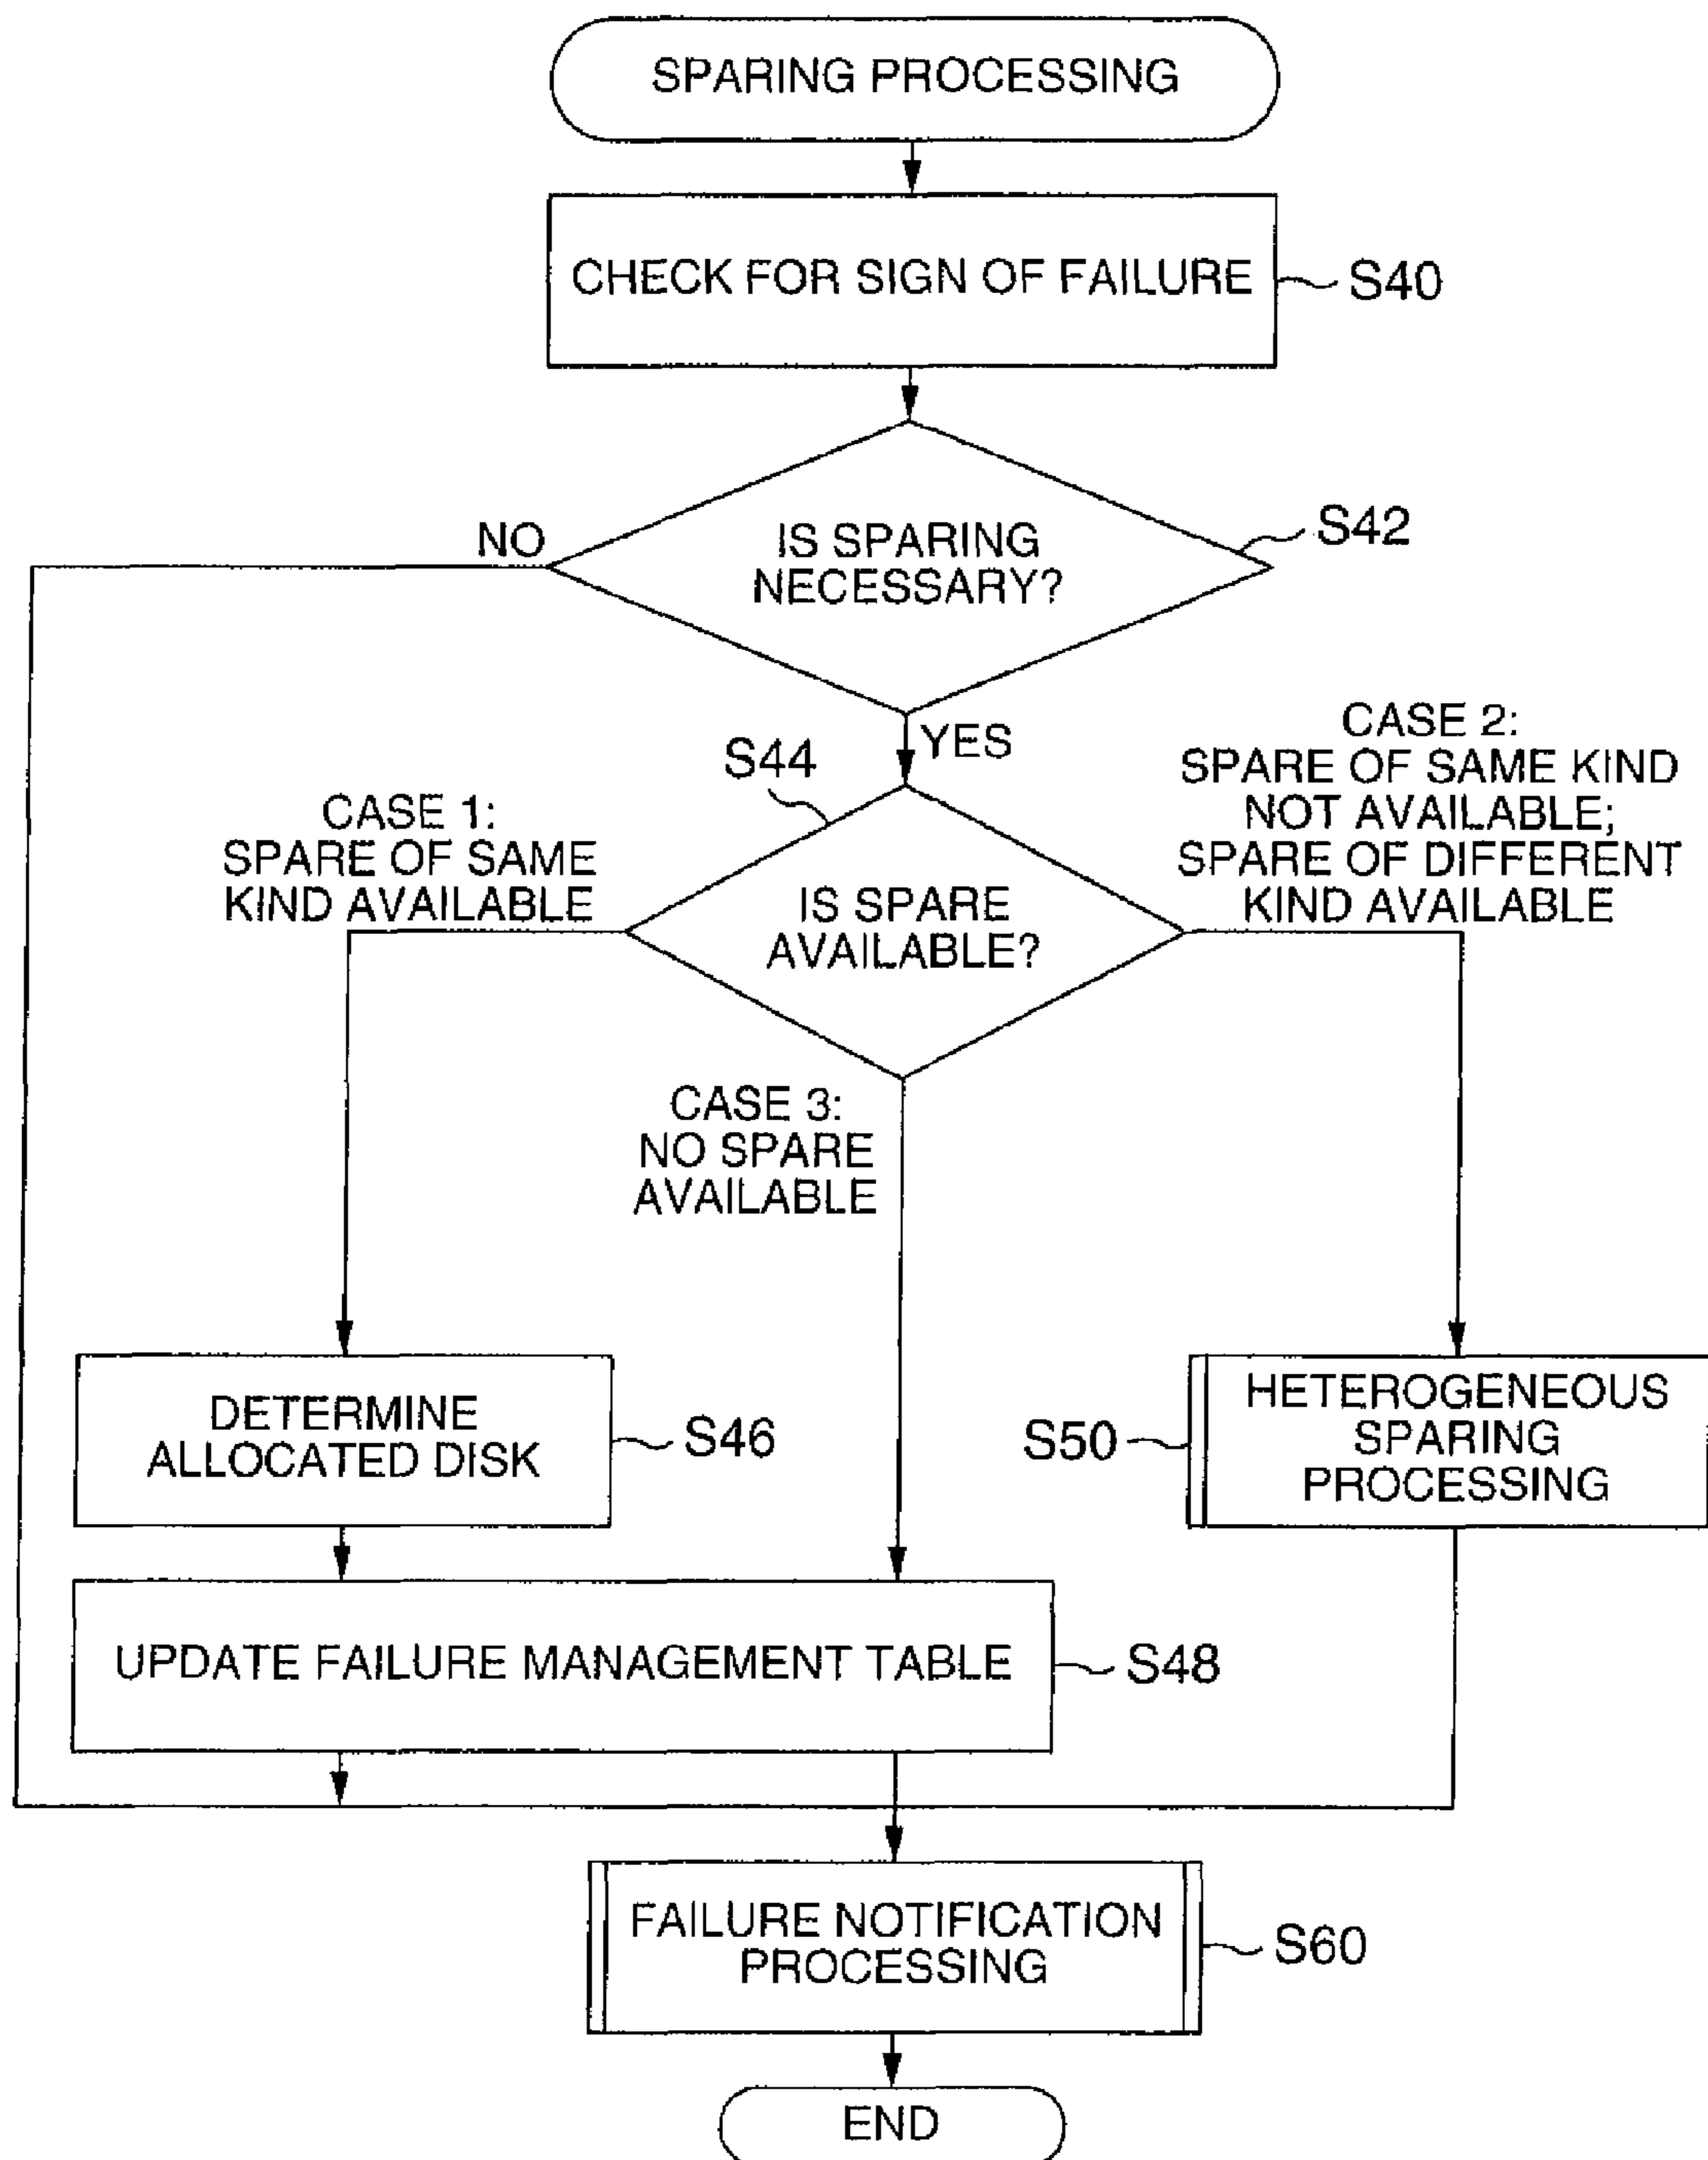 SPARING PROCESSING
CHECK FOR SIGN OF FAILURE
S40
IS SPARING
NECESSARY?
S42
NO
YES
S44
CASE 1:
SPARE OF SAME
KIND AVAILABLE
IS SPARE
AVAILABLE?
CASE 2:
SPARE OF SAME KIND
NOT AVAILABLE;
SPARE OF DIFFERENT
KIND AVAILABLE
CASE 3:
NO SPARE
AVAILABLE
DETERMINE
ALLOCATED DISK
S46
S50
HETEROGENEOUS
SPARING
PROCESSING
UPDATE FAILURE MANAGEMENT TABLE
S48
FAILURE NOTIFICATION
PROCESSING
S60
END